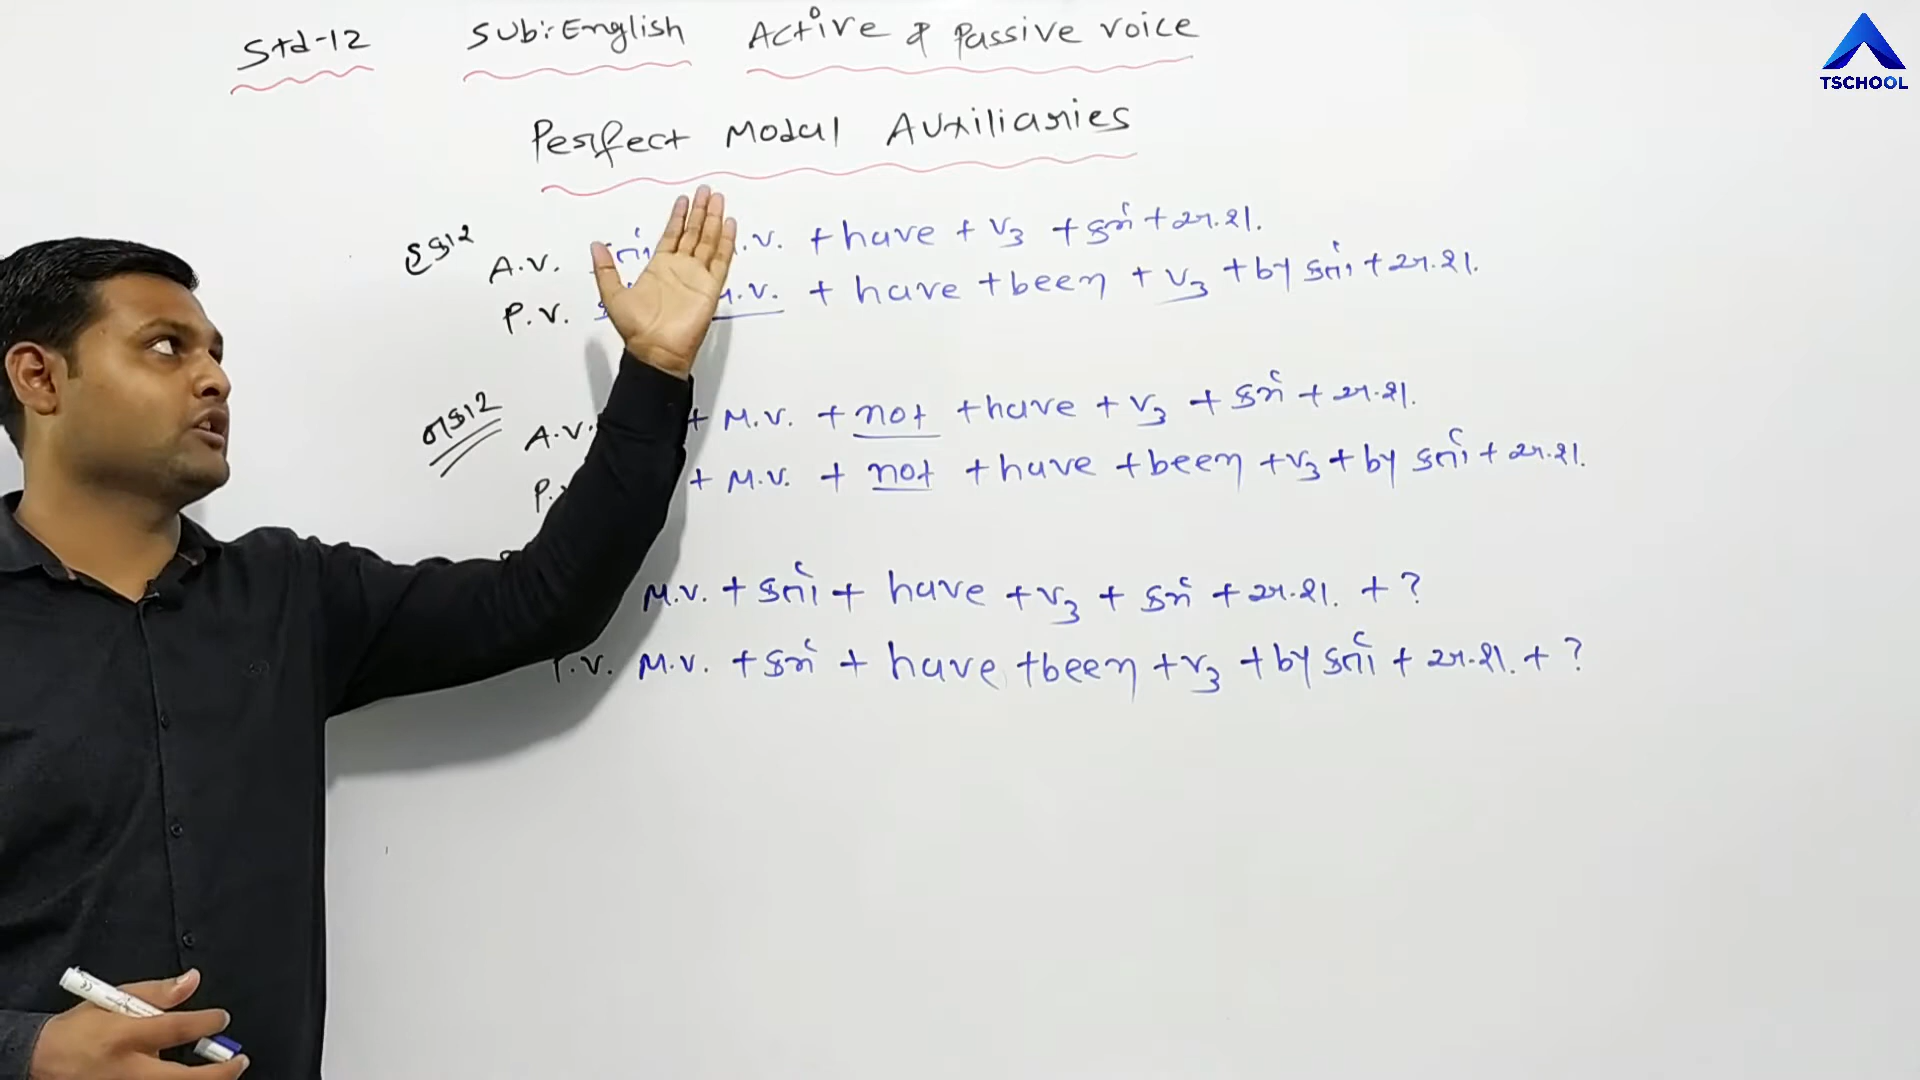 Std-12 Sub:English Active & Passive voice
TSCHOOL
Perfect Modal Auxiliaries
હકાર
A.V. + have + V3 + કર્મ + અ.શ.
P.V. M.V. + have + been + V3 + by કર્તા + અ.શ.
નકાર
A.V. + M.V. + not + have + V3 + કર્મ + અ.શ.
+ M.V. + not + have + been + V3 + by કર્તા + અ.શ.
M.V. + કર્તા + have + V3 + કર્મ + અ.શ. + ?
P.V. M.V. + કર્મ + have + been + V3 + by કર્તા + અ.શ. + ?